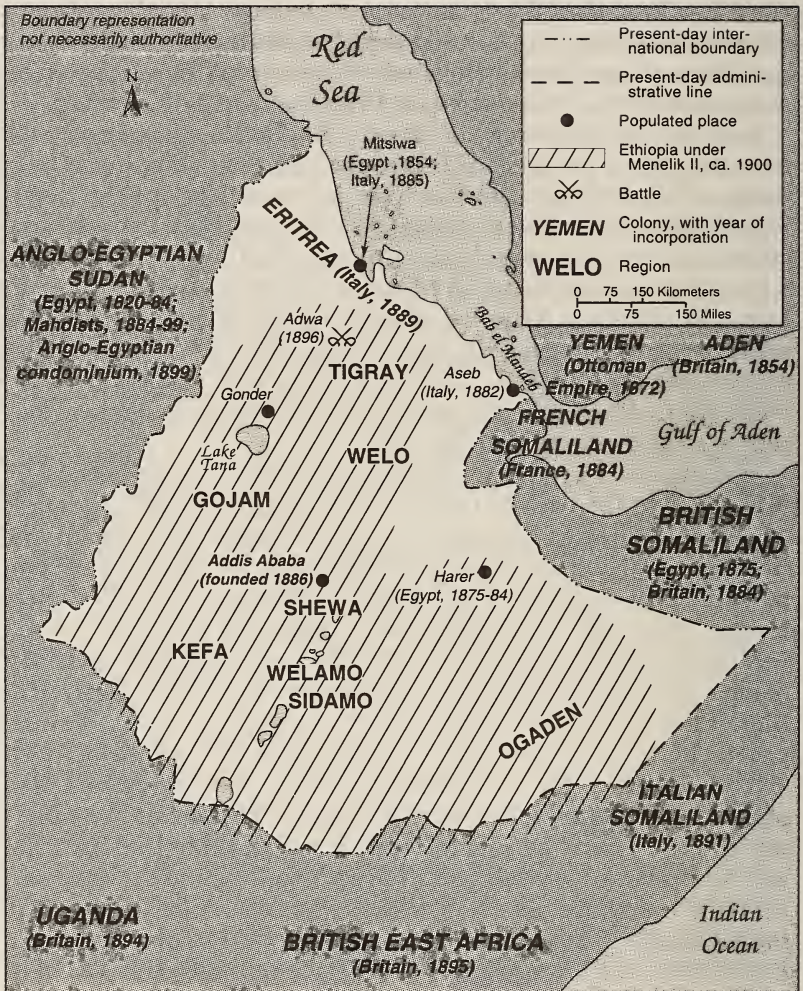 Boundary representation
not necessarily authoritative
N
Red
Sea
Present-day inter-
national boundary
Present-day admini-
strative line
Populated place
Ethiopia under
Menelik II, ca. 1900
Battle
YEMEN
Colony, with year of
incorporation
WELO
Region
0 75 150 Kilometers
0 75 150 Miles
Mitsiwa
(Egypt ,1854;
Italy, 1885)
ERITREA (Italy, 1889)
ANGLO-EGYPTIAN
SUDAN
(Egypt, 1820-84;
Mahdists, 1884-99;
Anglo-Egyptian
condominium, 1899)
Adwa
(1896)
TIGRAY
Bab el Mandeb
YEMEN
(Ottoman
Empire, 1872)
ADEN
(Britain, 1854)
Aseb
(Italy, 1882)
Gonder
Lake
Tana
FRENCH
SOMALILAND
(France, 1884)
Gulf of Aden
WELO
GOJAM
BRITISH
SOMALILAND
(Egypt, 1875;
Britain, 1884)
Addis Ababa
(founded 1886)
Harer
(Egypt, 1875-84)
SHEWA
KEFA
WELAMO
SIDAMO
OGADEN
ITALIAN
SOMALILAND
(Italy, 1891)
UGANDA
(Britain, 1894)
BRITISH EAST AFRICA
(Britain, 1895)
Indian
Ocean